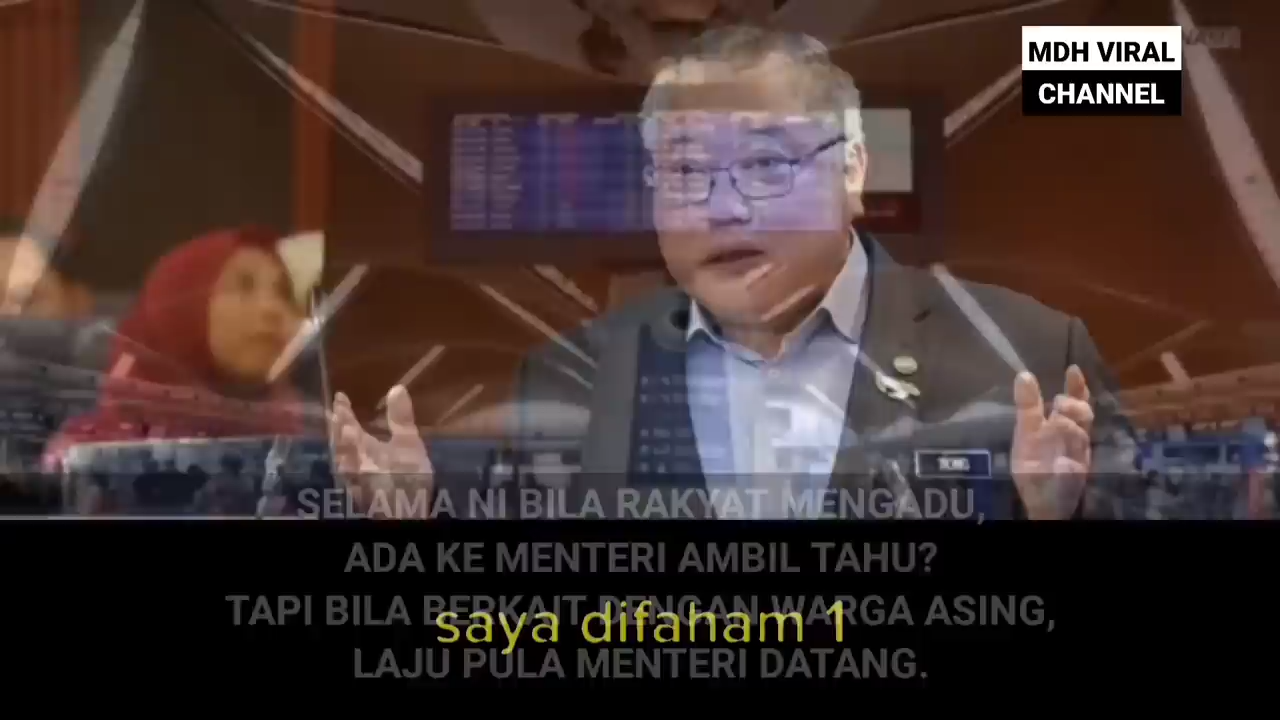 MDH VIRAL
CHANNEL
SELAMA NI BILA RAKYAT MENGADU,
ADA KE MENTERI AMBIL TAHU?
TAPI BILA BERKAIT DENGAN WARGA ASING,
saya difaham 1
LAJU PULA MENTERI DATANG.